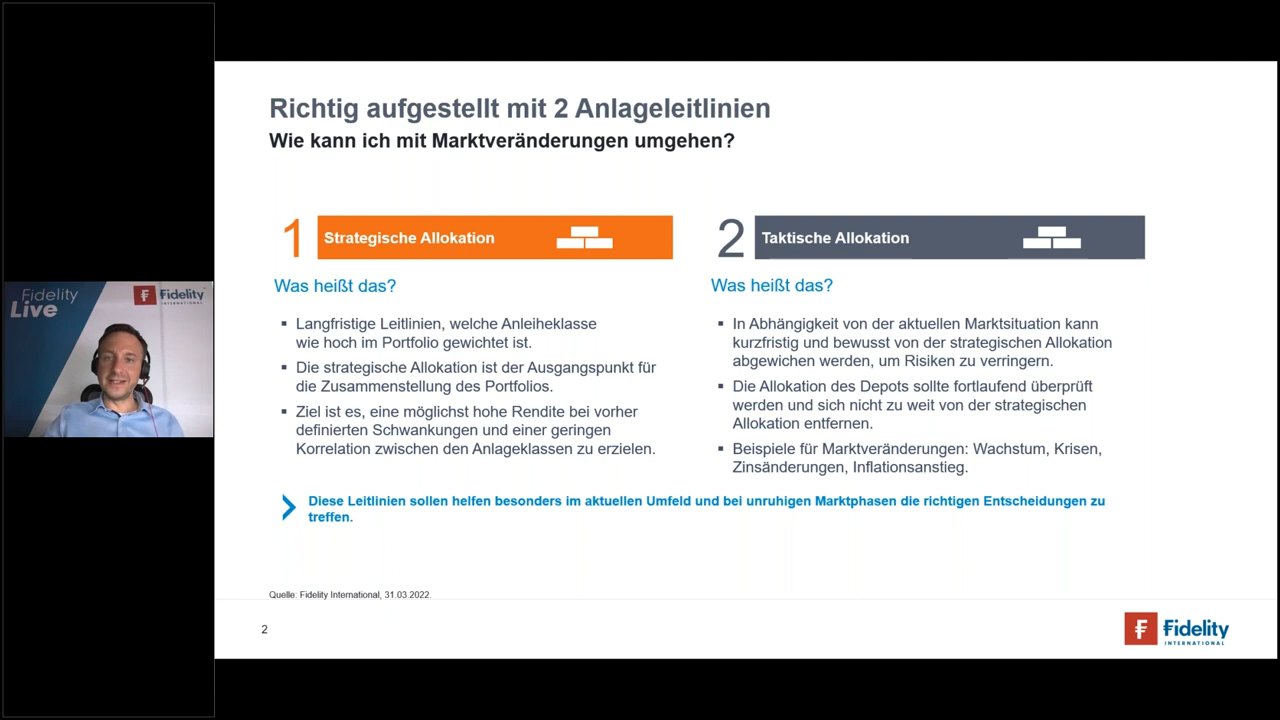 Richtig aufgestellt mit 2 Anlageleitlinien
Wie kann ich mit Marktveränderungen umgehen?
1 Strategische Allokation
Was heißt das?
Langfristige Leitlinien, welche Anleiheklasse
wie hoch im Portfolio gewichtet ist.
Die strategische Allokation ist der Ausgangspunkt für
die Zusammenstellung des Portfolios.
Ziel ist es, eine möglichst hohe Rendite bei vorher
definierten Schwankungen und einer geringen
Korrelation zwischen den Anlageklassen zu erzielen.
2 Taktische Allokation
Was heißt das?
In Abhängigkeit von der aktuellen Marktsituation kann
kurzfristig und bewusst von der strategischen Allokation
abgewichen werden, um Risiken zu verringern.
Die Allokation des Depots sollte fortlaufend überprüft
werden und sich nicht zu weit von der strategischen
Allokation entfernen.
Beispiele für Marktveränderungen: Wachstum, Krisen,
Zinsänderungen, Inflationsanstieg.
Diese Leitlinien sollen helfen besonders im aktuellen Umfeld und bei unruhigen Marktphasen die richtigen Entscheidungen zu
treffen.
Quelle: Fidelity International, 31.03.2022.
2
Fidelity
INTERNATIONAL
Fidelity
Live
Fidelity
INTERNATIONAL